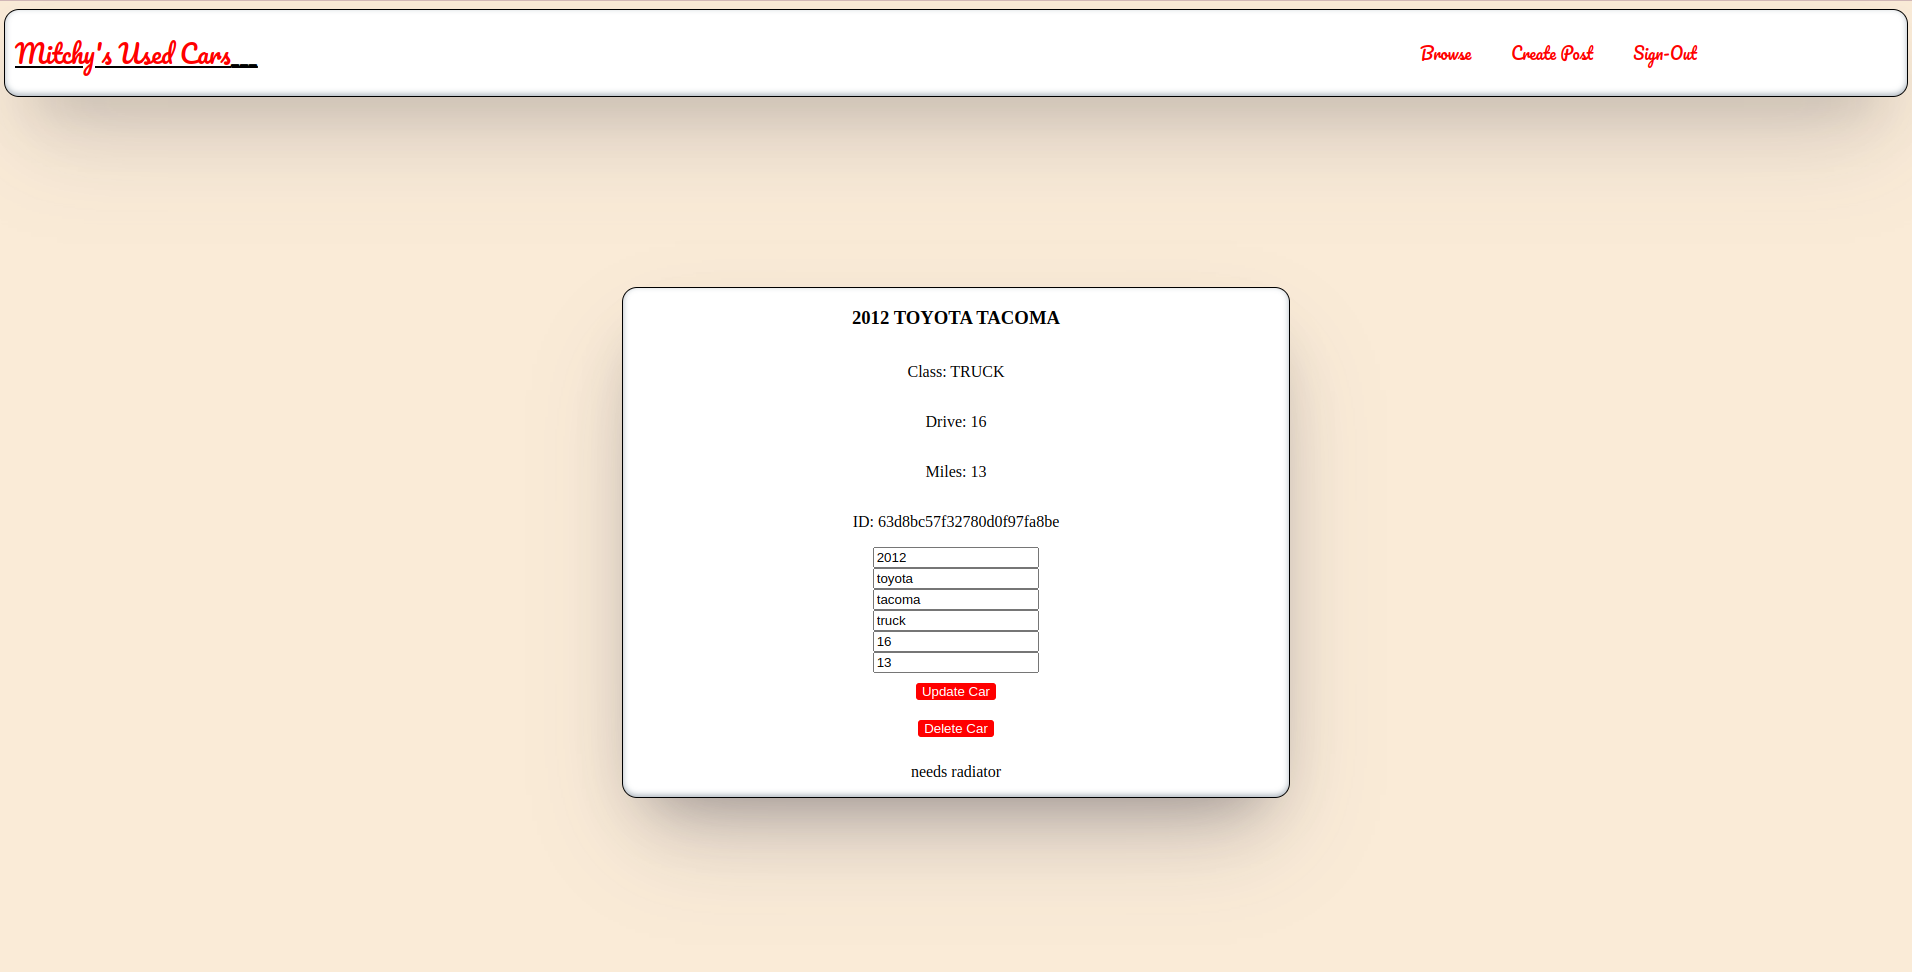 Mitchy's Used Cars___
Browse Create Post Sign-Out
2012 TOYOTA TACOMA
Class: TRUCK
Drive: 16
Miles: 13
ID: 63d8bc57f32780d0f97fa8be
2012
toyota
tacoma
truck
16
13
Update Car
Delete Car
needs radiator